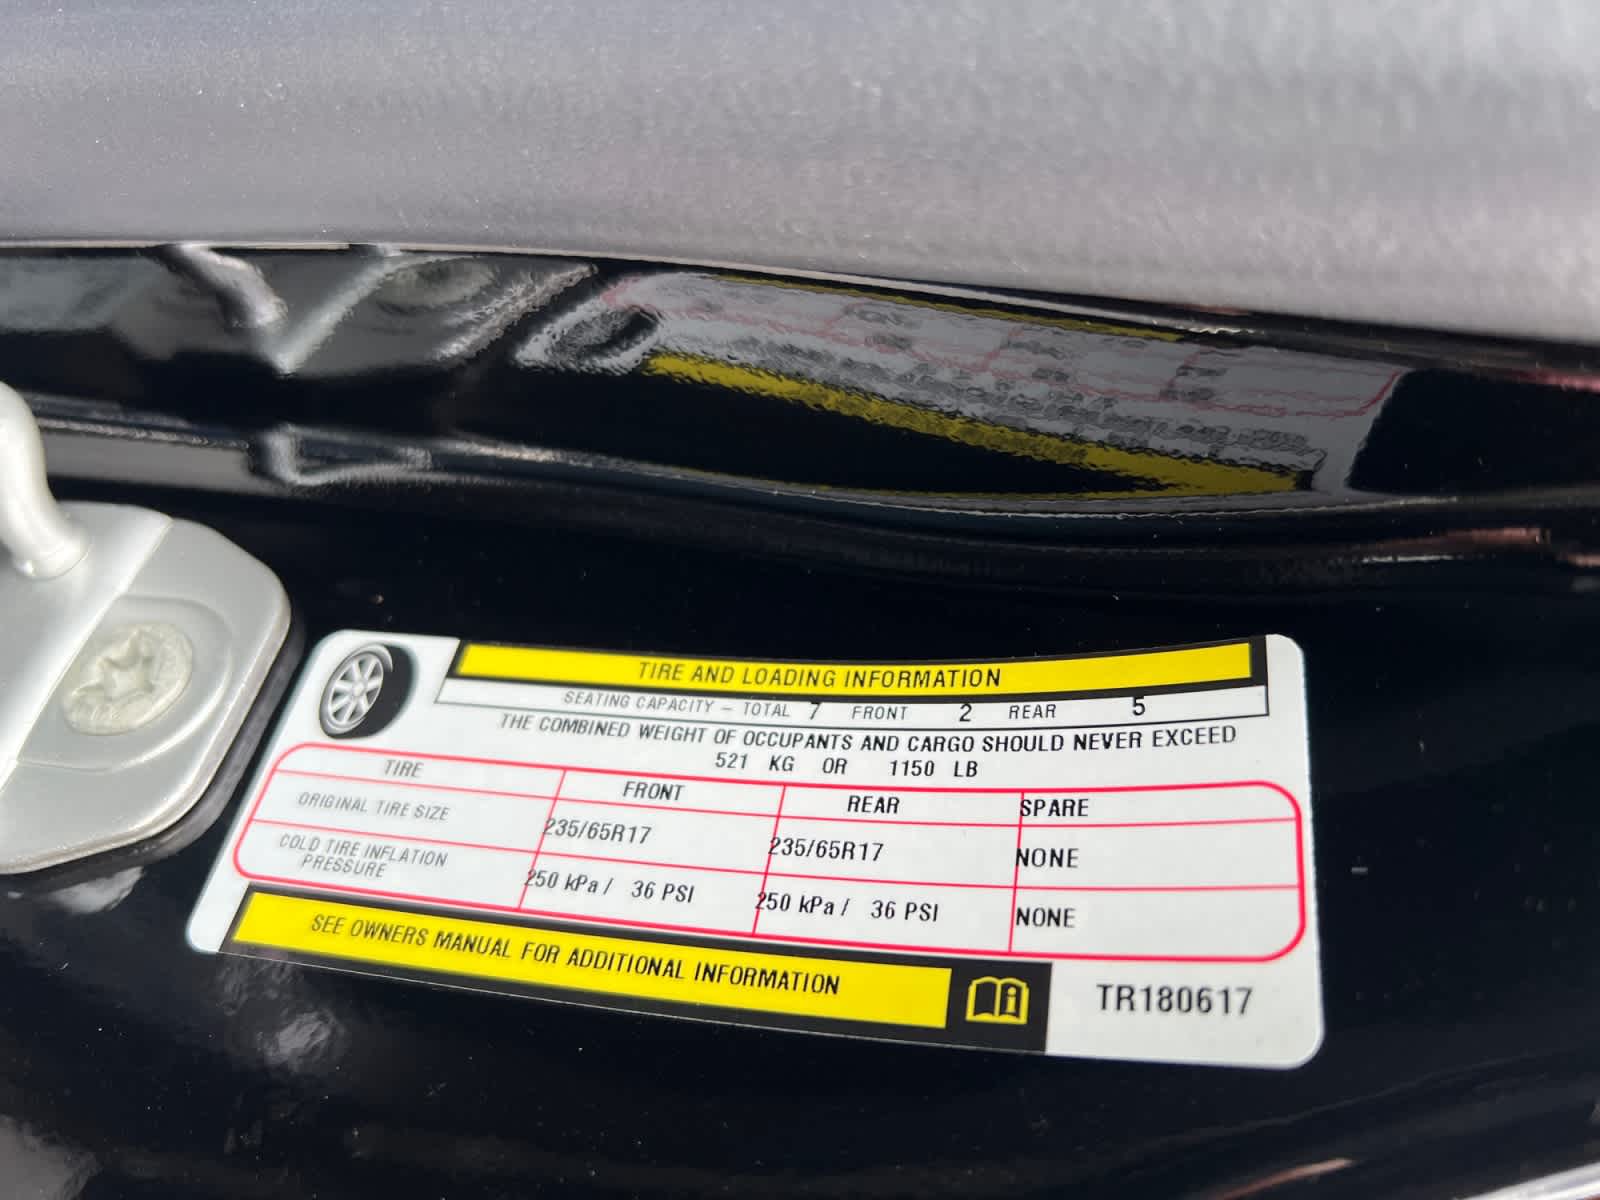 TIRE AND LOADING INFORMATION
SEATING CAPACITY – TOTAL 7 FRONT 2 REAR 5
THE COMBINED WEIGHT OF OCCUPANTS AND CARGO SHOULD NEVER EXCEED
521 KG OR 1150 LB
TIRE FRONT REAR SPARE
ORIGINAL TIRE SIZE 235/65R17 235/65R17 NONE
COLD TIRE INFLATION
PRESSURE 250 kPa / 36 PSI 250 kPa / 36 PSI NONE
SEE OWNERS MANUAL FOR ADDITIONAL INFORMATION
TR180617